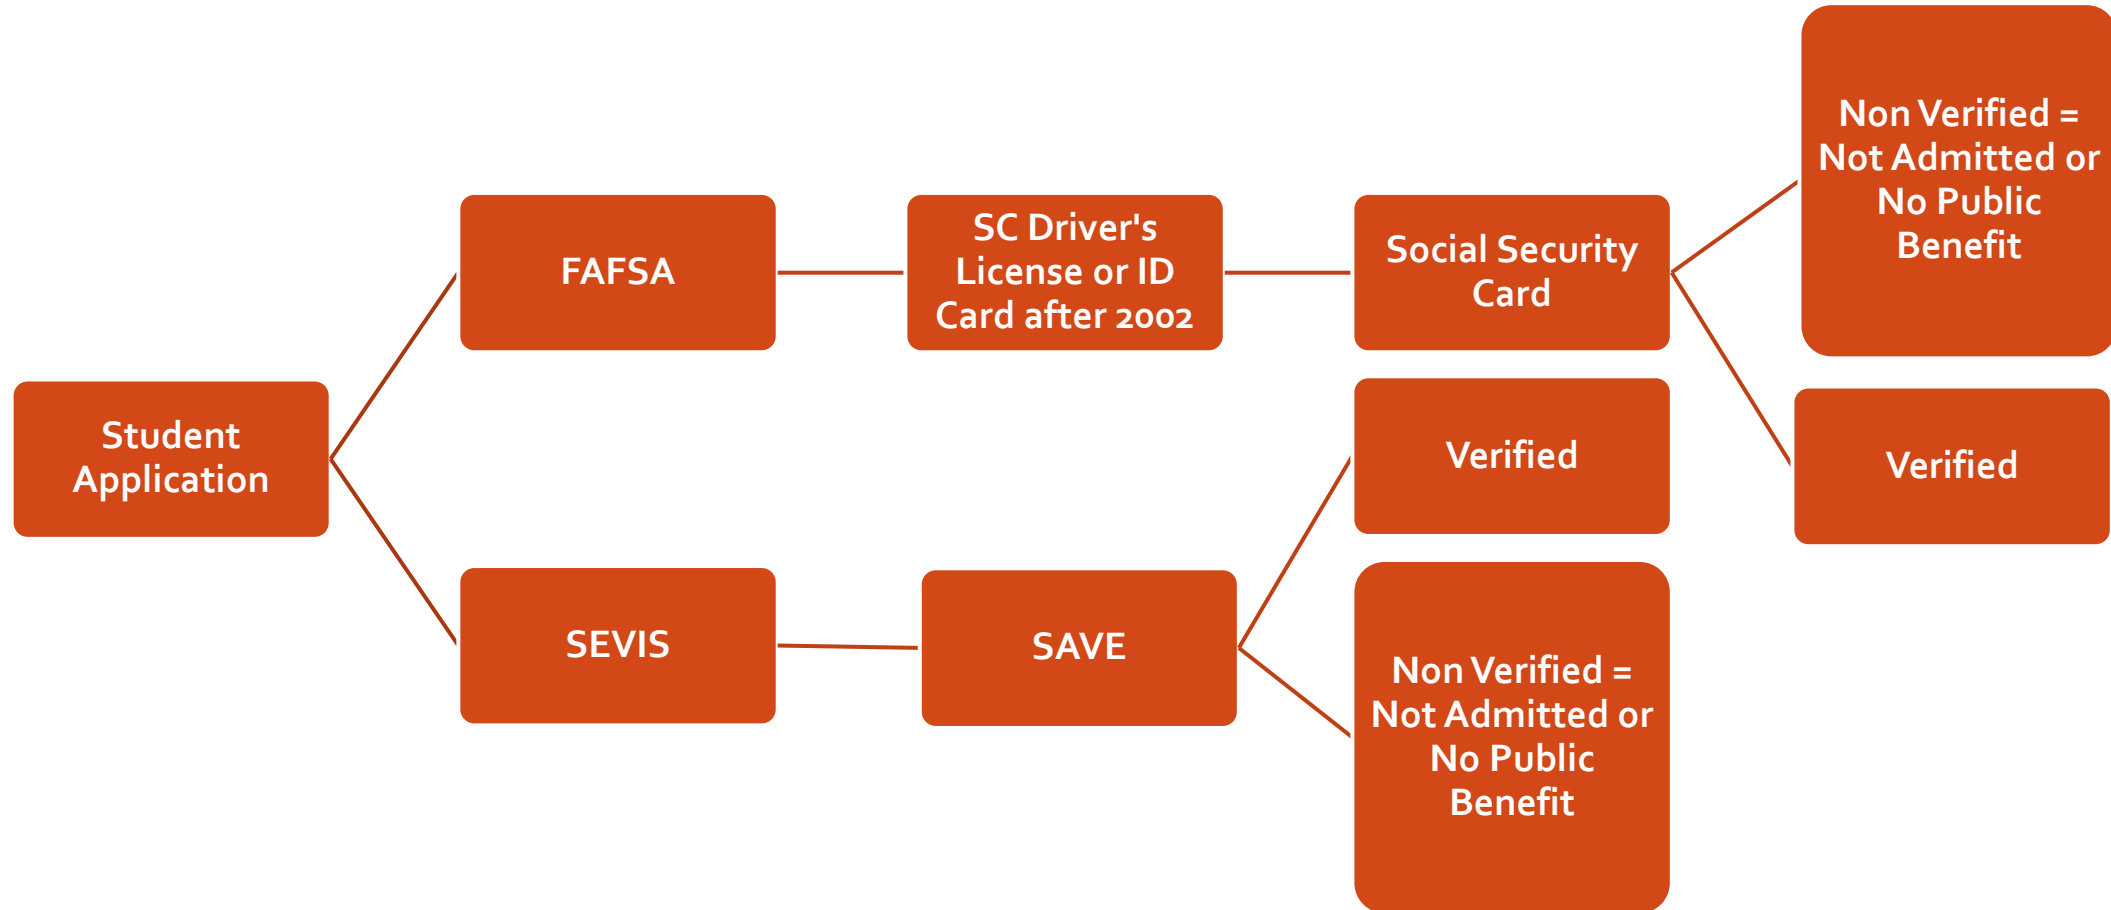 Student
Application
FAFSA
SC Driver's
License or ID
Card after 2002
Social Security
Card
Non Verified =
Not Admitted or
No Public
Benefit
Verified
SEVIS
SAVE
Verified
Non Verified =
Not Admitted or
No Public
Benefit